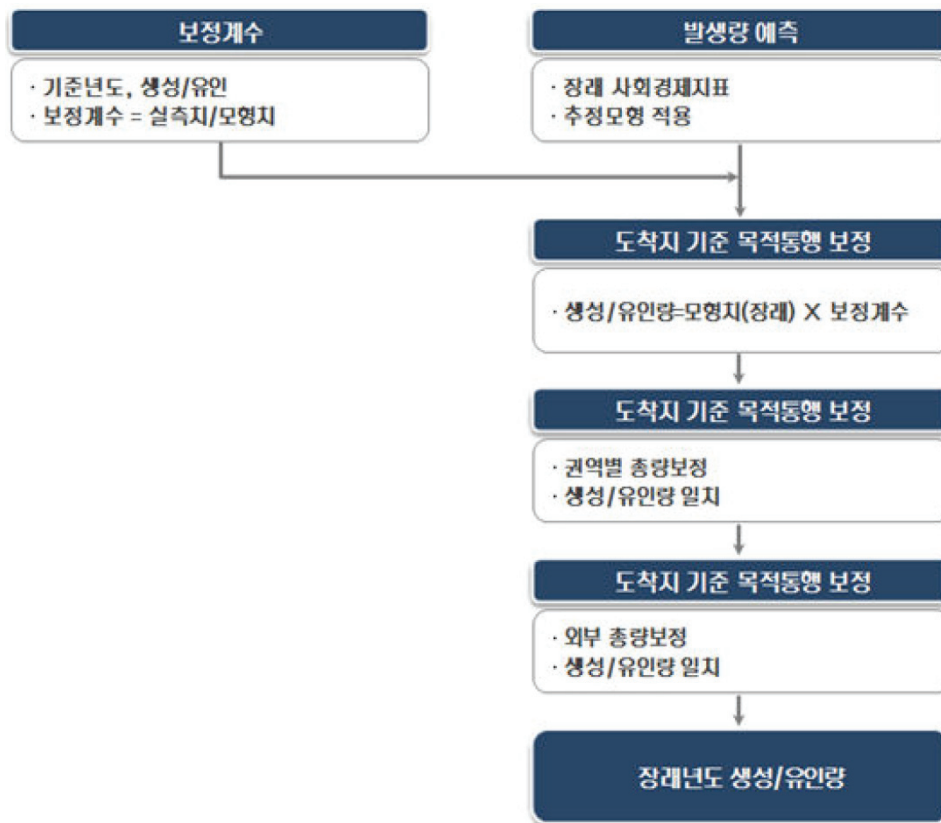 보정계수
· 기준년도, 생성/유인
· 보정계수 = 실측치/모형치
발생량 예측
· 장래 사회경제지표
· 추정모형 적용
도착지 기준 목적통행 보정
· 생성/유인량=모형치(장래) X 보정계수
도착지 기준 목적통행 보정
· 권역별 총량보정
· 생성/유인량 일치
도착지 기준 목적통행 보정
· 외부 총량보정
· 생성/유인량 일치
장래년도 생성/유인량